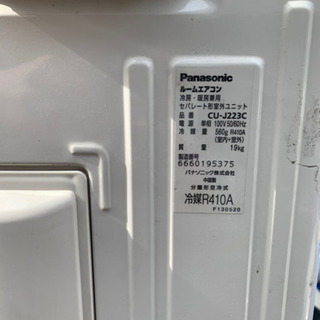 Panasonic
ルームエアコン
冷房・暖房兼用
セパレート形室外ユニット
品番 CU-J223C
電源 単相 100V 50/60Hz
冷媒量 560g R410A
(室内+室外)
質量 19kg
製造番号
6660195375
パナソニック株式会社
中国製
分離形空冷式
冷媒R410A
F130520